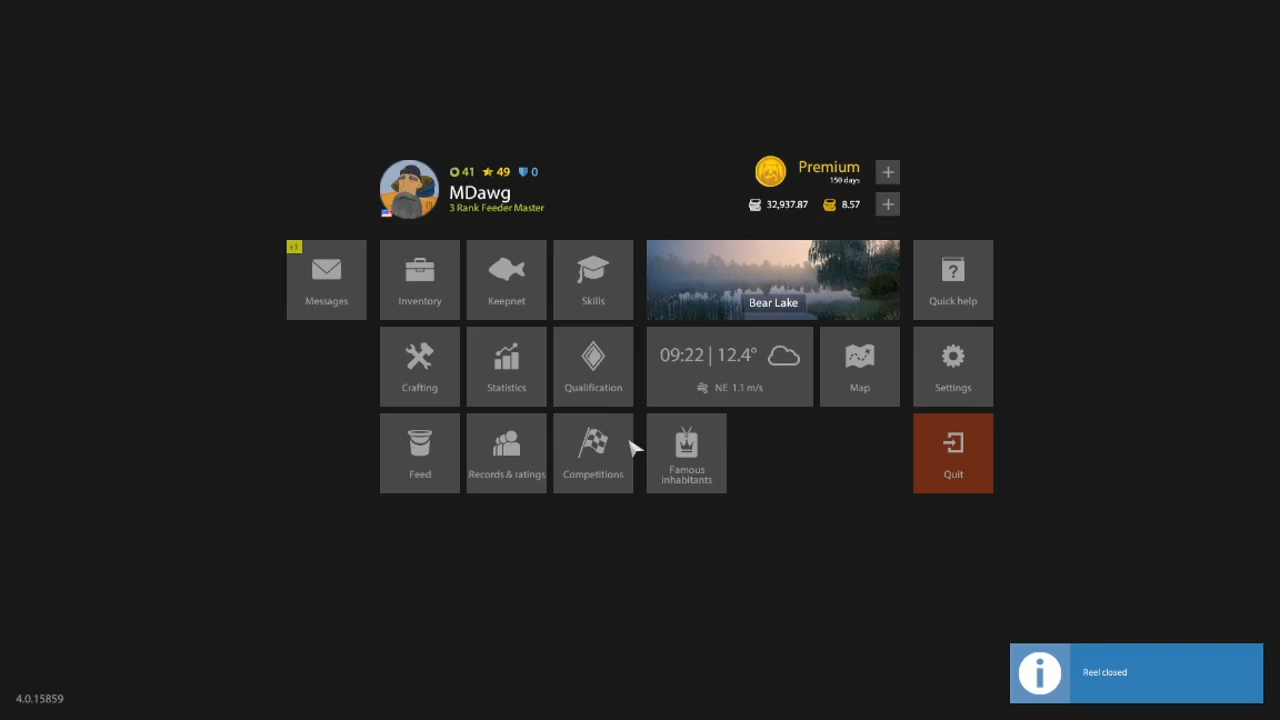 41 49 0
MDawg
3 Rank Feeder Master
Premium
150 days
32,937.87 8.57
+1
Messages
Inventory
Keepnet
Skills
Bear Lake
Quick help
Crafting
Statistics
Qualification
09:22 | 12.4°
NE 1.1 m/s
Map
Settings
Feed
Records & ratings
Competitions
Famous
inhabitants
Quit
Reel closed
4.0.15859